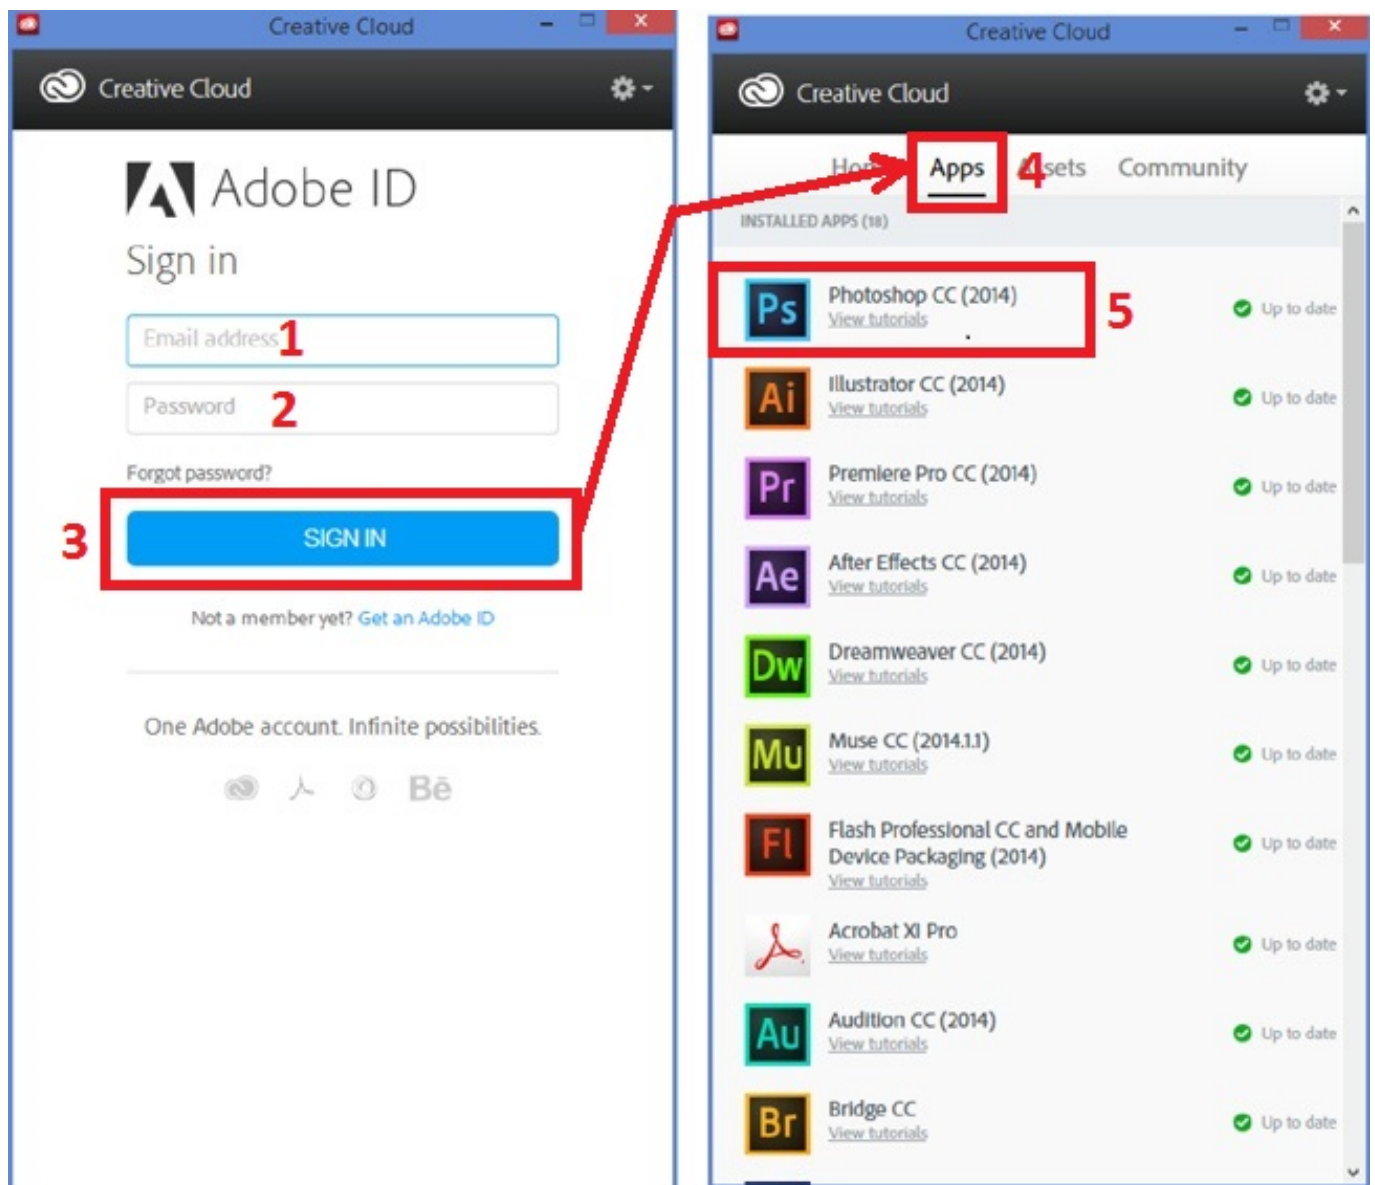 Creative Cloud
Creative Cloud
Adobe ID
Sign in
Email address 1
Password 2
Forgot password?
3 SIGN IN
Not a member yet? Get an Adobe ID
One Adobe account. Infinite possibilities.
Bē
Creative Cloud
Creative Cloud
Apps 4 Community
INSTALLED APPS (18)
Ps Photoshop CC (2014) 5 Up to date
View tutorials
Ai Illustrator CC (2014) Up to date
View tutorials
Pr Premiere Pro CC (2014) Up to date
View tutorials
Ae After Effects CC (2014) Up to date
View tutorials
Dw Dreamweaver CC (2014) Up to date
View tutorials
Mu Muse CC (2014.1.1) Up to date
View tutorials
Fl Flash Professional CC and Mobile Up to date
Device Packaging (2014)
View tutorials
Acrobat XI Pro Up to date
View tutorials
Au Audition CC (2014) Up to date
View tutorials
Br Bridge CC Up to date
View tutorials